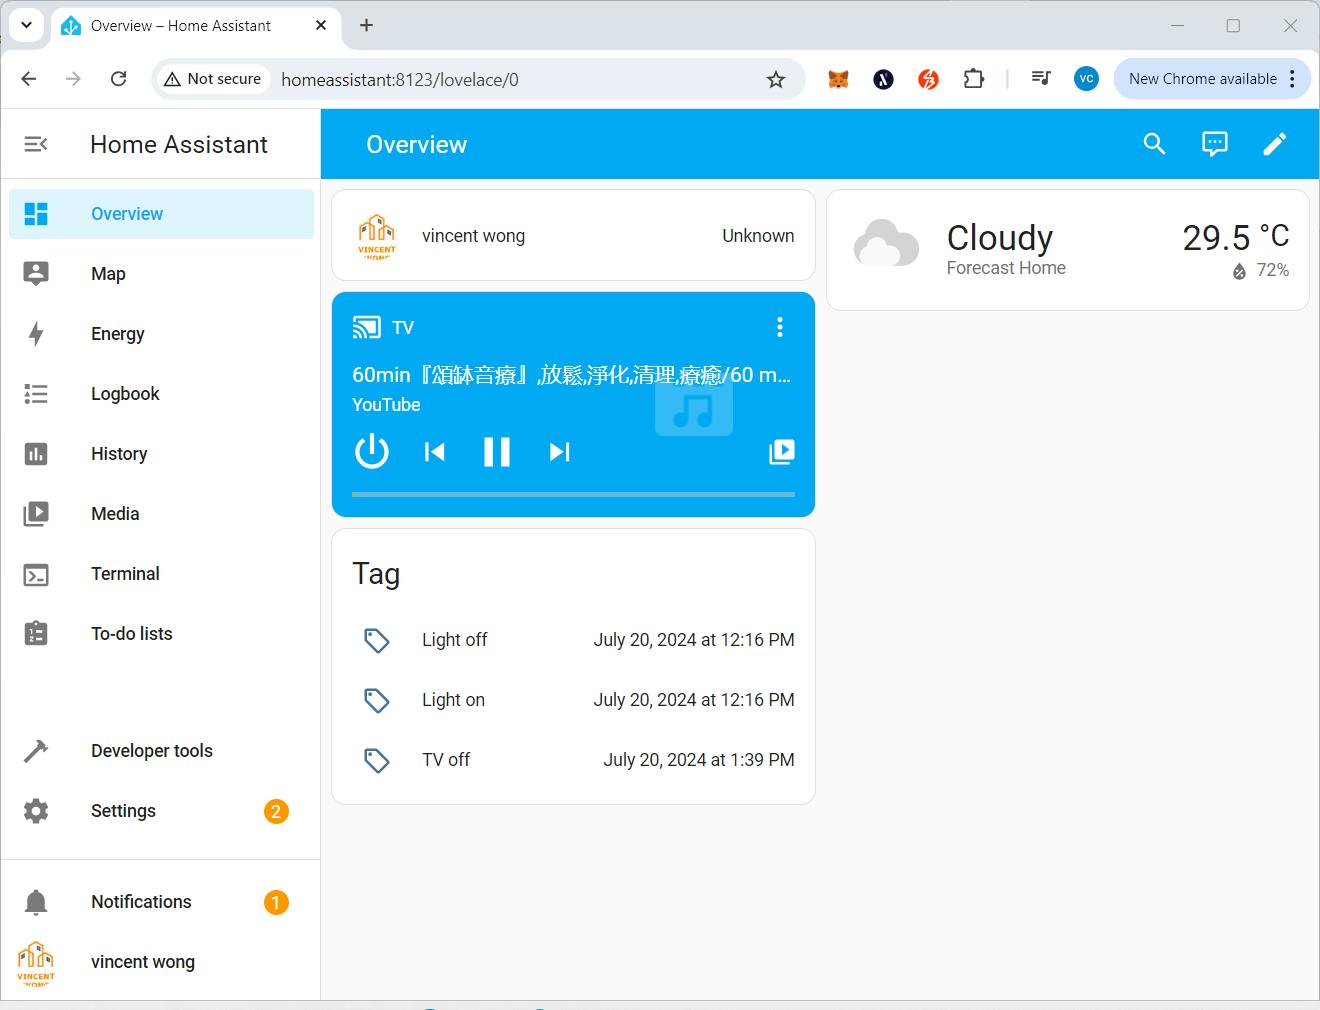 Overview – Home Assistant
Not secure
homeassistant:8123/lovelace/0
VC
New Chrome available
Home Assistant
Overview
Overview
Map
Energy
Logbook
History
Media
Terminal
To-do lists
Developer tools
Settings
2
Notifications
1
VINCENT
WONG
vincent wong
VINCENT
WONG
vincent wong
Unknown
TV
60min『頌缽音療』,放鬆,淨化,清理,療癒/60 m...
YouTube
Tag
Light off
July 20, 2024 at 12:16 PM
Light on
July 20, 2024 at 12:16 PM
TV off
July 20, 2024 at 1:39 PM
Cloudy
29.5 °C
Forecast Home
72%